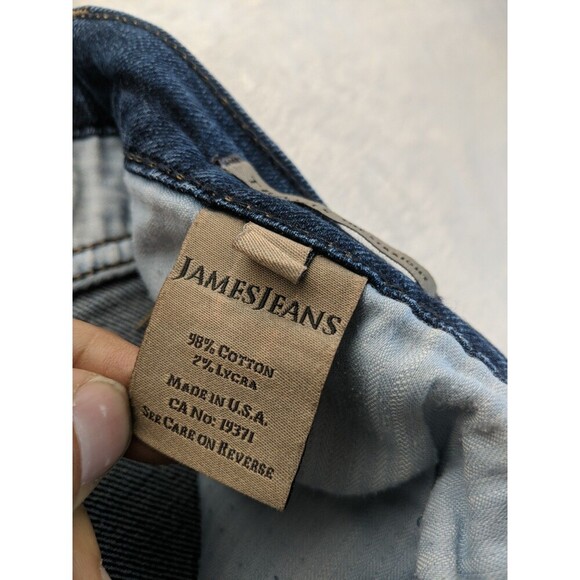 JAMESJEANS
98% COTTON
2% LYCRA
MADE IN U.S.A.
CA NO: 19371
SEE CARE ON REVERSE